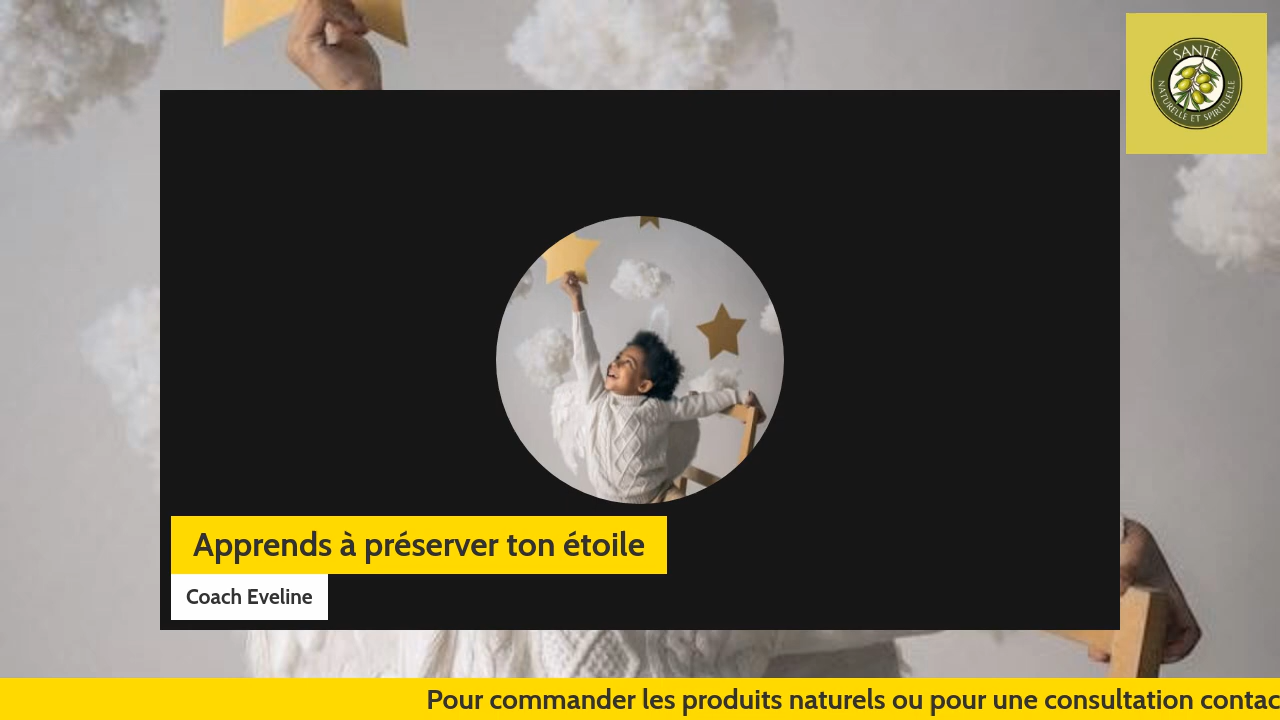 SANTÉ
NATURELLE ET SPIRITUELLE
Apprends à préserver ton étoile
Coach Eveline
Pour commander les produits naturels ou pour une consultation contac